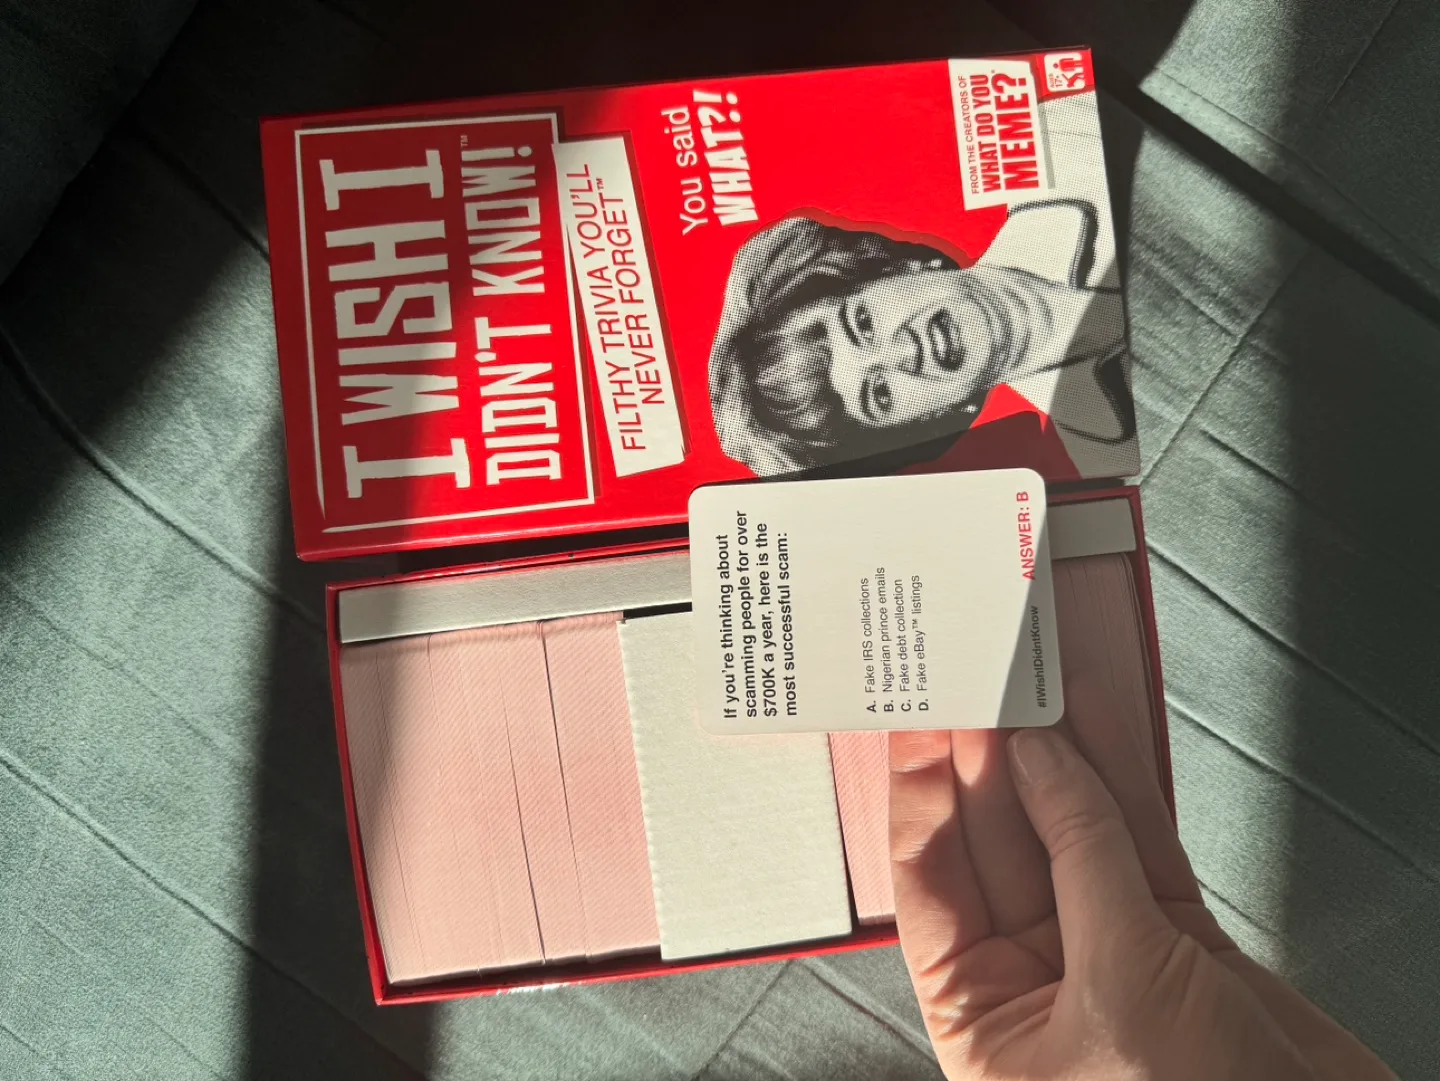 I WISH I
DIDN'T KNOW!™
FILTHY TRIVIA YOU'LL
NEVER FORGET™
You said
WHAT?!
FROM THE CREATORS OF
WHAT DO YOU
MEME?®
AGES
17+
If you're thinking about
scamming people for over
$700K a year, here is the
most successful scam:
A. Fake IRS collections
B. Nigerian prince emails
C. Fake debt collection
D. Fake eBay™ listings
ANSWER: B
#IWishIDidntKnow